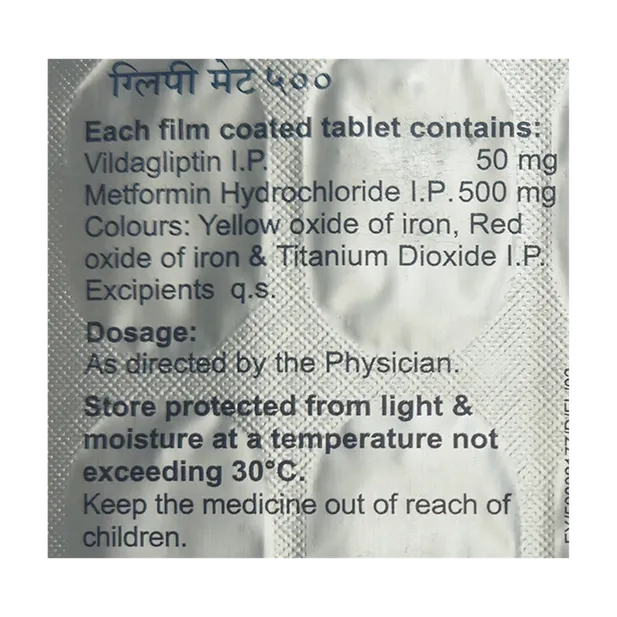 ग्लिपी मेट ५००
Each film coated tablet contains:
Vildagliptin I.P. 50 mg
Metformin Hydrochloride I.P. 500 mg
Colours: Yellow oxide of iron, Red
oxide of iron & Titanium Dioxide I.P.
Excipients q.s.
Dosage:
As directed by the Physician.
Store protected from light &
moisture at a temperature not
exceeding 30°C.
Keep the medicine out of reach of
children.